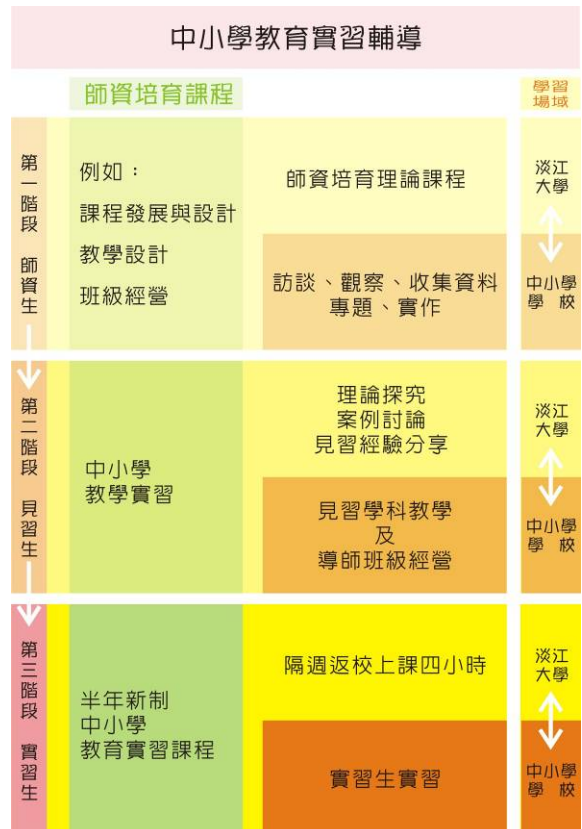 中小學教育實習輔導
師資培育課程
學習
場域
第一階段 師資生
例如：
課程發展與設計
教學設計
班級經營
師資培育理論課程
訪談、觀察、收集資料
專題、實作
淡江
大學
中小學
學 校
第二階段 見習生
中小學
教學實習
理論探究
案例討論
見習經驗分享
見習學科教學
及
導師班級經營
淡江
大學
中小學
學 校
第三階段 實習生
半年新制
中小學
教育實習課程
隔週返校上課四小時
實習生實習
淡江
大學
中小學
學 校